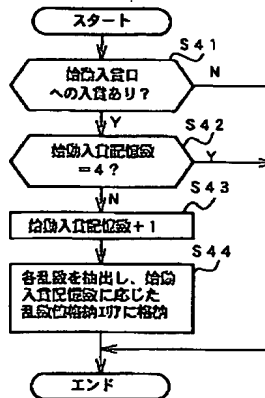 スタート
S41
始動入賞口
への入賞あり?
N
Y
S42
始動入賞記憶数
=4?
Y
N
S43
始動入賞記憶数+1
S44
各乱数を抽出し、始動
入賞記憶数に応じた
乱数値格納エリアに格納
エンド